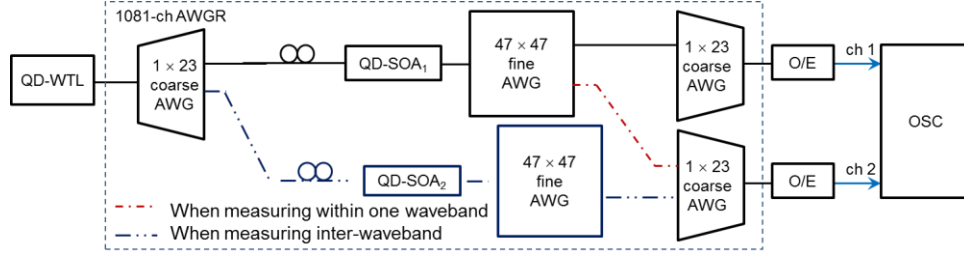 1081-ch AWGR
QD-WTL
1 × 23
coarse
AWG
QD-SOA1
47 × 47
fine
AWG
1 × 23
coarse
AWG
O/E
ch 1
OSC
QD-SOA2
47 × 47
fine
AWG
1 × 23
coarse
AWG
O/E
ch 2
When measuring within one waveband
When measuring inter-waveband